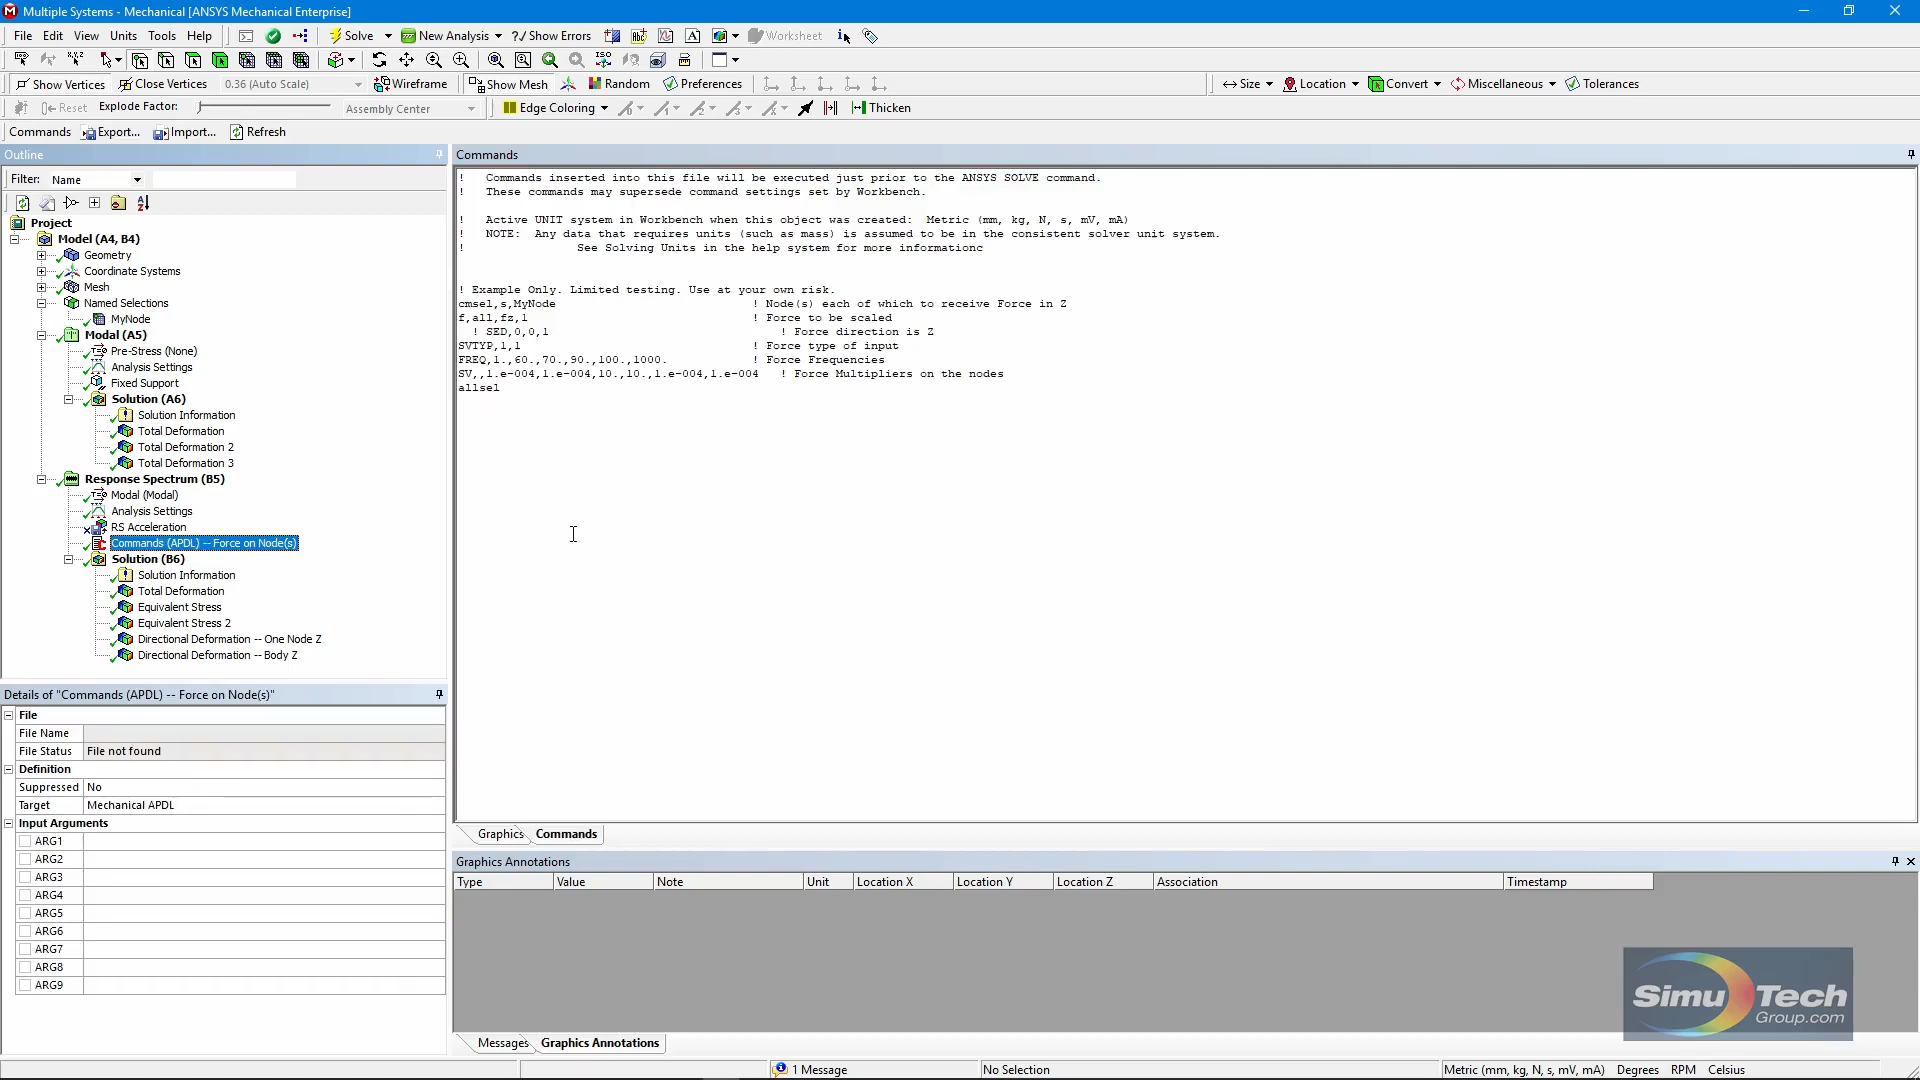 Multiple Systems - Mechanical [ANSYS Mechanical Enterprise]
File Edit View Units Tools Help Solve New Analysis ?/ Show Errors Worksheet
Show Vertices Close Vertices 0.36 (Auto Scale) Wireframe Show Mesh Random Preferences Size Location Convert Miscellaneous Tolerances
Reset Explode Factor: Assembly Center Edge Coloring Thicken
Commands Export... Import... Refresh
Outline
Filter: Name
Project
Model (A4, B4)
Geometry
Coordinate Systems
Mesh
Named Selections
MyNode
Modal (A5)
Pre-Stress (None)
Analysis Settings
Fixed Support
Solution (A6)
Solution Information
Total Deformation
Total Deformation 2
Total Deformation 3
Response Spectrum (B5)
Modal (Modal)
Analysis Settings
RS Acceleration
Commands (APDL) -- Force on Node(s)
Solution (B6)
Solution Information
Total Deformation
Equivalent Stress
Equivalent Stress 2
Directional Deformation -- One Node Z
Directional Deformation -- Body Z
Details of "Commands (APDL) -- Force on Node(s)"
File
File Name
File Status File not found
Definition
Suppressed No
Target Mechanical APDL
Input Arguments
ARG1
ARG2
ARG3
ARG4
ARG5
ARG6
ARG7
ARG8
ARG9
Commands
! Commands inserted into this file will be executed just prior to the ANSYS SOLVE command.
! These commands may supersede command settings set by Workbench.
! Active UNIT system in Workbench when this object was created: Metric (mm, kg, N, s, mV, mA)
! NOTE: Any data that requires units (such as mass) is assumed to be in the consistent solver unit system.
! See Solving Units in the help system for more informationc
! Example Only. Limited testing. Use at your own risk.
cmsel,s,MyNode ! Node(s) each of which to receive Force in Z
f,all,fz,1 ! Force to be scaled
! SED,0,0,1 ! Force direction is Z
SVTYP,1,1 ! Force type of input
FREQ,1.,60.,70.,90.,100.,1000. ! Force Frequencies
SV,,1.e-004,1.e-004,10.,10.,1.e-004,1.e-004 ! Force Multipliers on the nodes
allsel
Graphics Commands
Graphics Annotations
Type Value Note Unit Location X Location Y Location Z Association Timestamp
SimuTech
Group.com
Messages Graphics Annotations
1 Message No Selection Metric (mm, kg, N, s, mV, mA) Degrees RPM Celsius